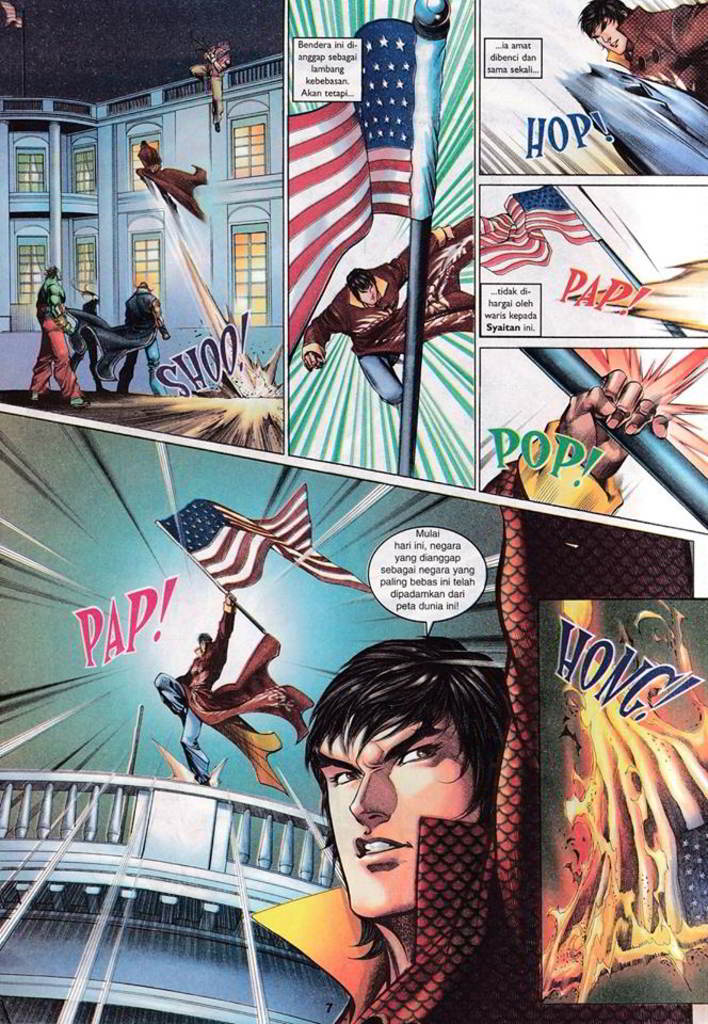 SHOO!
Bendera ini di-
anggap sebagai
lambang
kebebasan.
Akan tetapi...
...ia amat
dibenci dan
sama sekali...
HOP!
PAP!
...tidak di-
hargai oleh
waris kepada
Syaitan ini.
POP!
PAP!
Mulai
hari ini, negara
yang dianggap
sebagai negara yang
paling bebas ini telah
dipadamkan dari
peta dunia ini!
HONG!
7